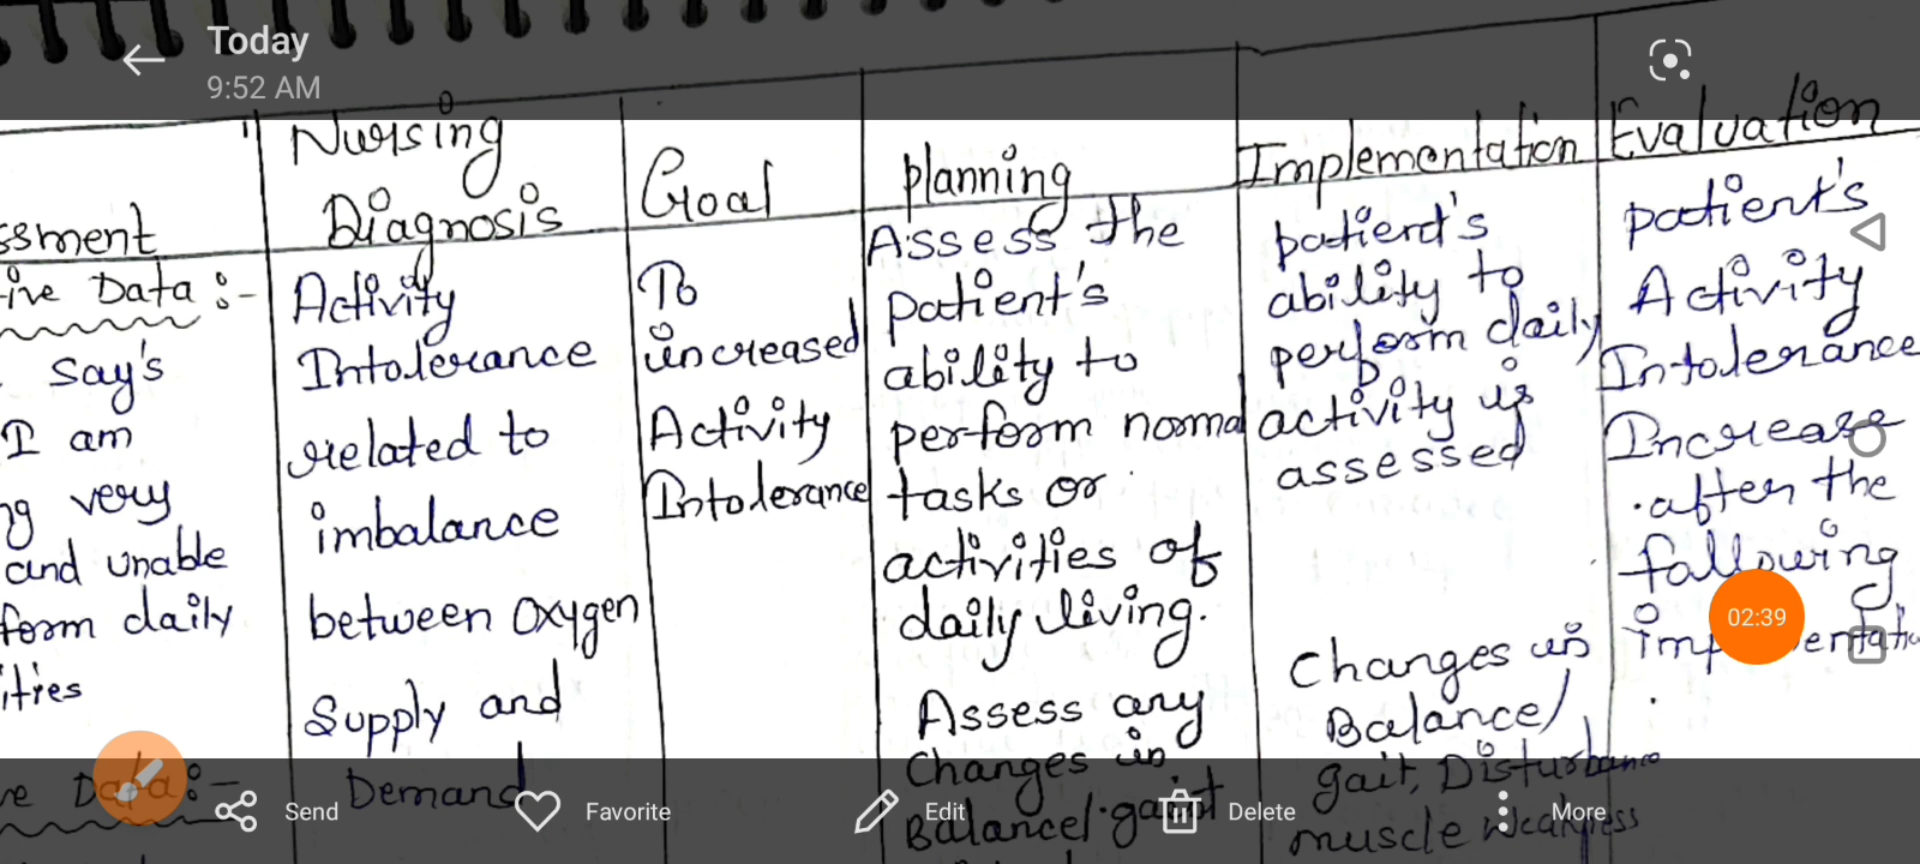 Today
9:52 AM
ssment
ive Data :-
say's
I am
ng very
and unable
form daily
ities
ve Data :-
Nursing
Diagnosis
Activity
Intolerance
related to
imbalance
between Oxygen
Supply and
Demand
Goal
To
increased
Activity
Intolerance
planning
Assess the
patient's
ability to
perform normal
tasks or
activities of
daily living.
Assess any
Changes in
Balance/
Implementation
patient's
ability to
perform daily
activity is
assessed
Changes in
Balance/
gait, Disturbance
muscle weakness
Evaluation
patient's
Activity
Intolerance
Increase
after the
following
02:39
Send
Favorite
Edit
Delete
More